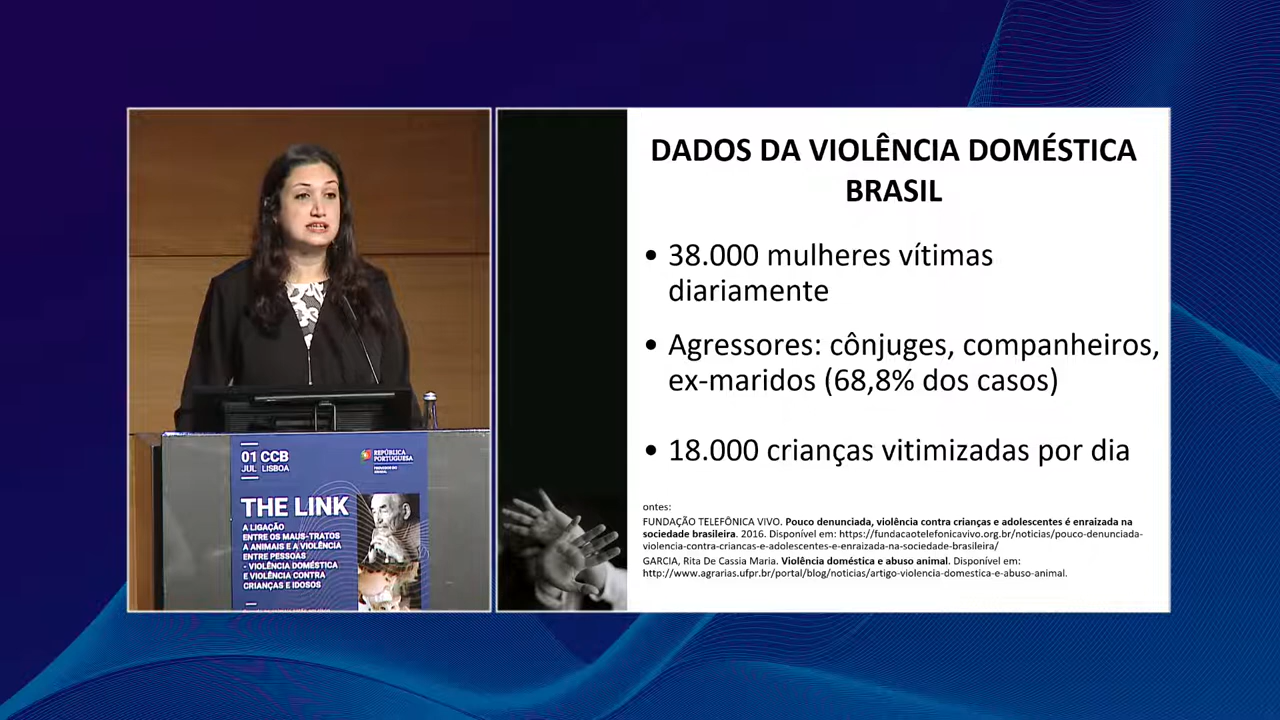 01 CCB
JUL LISBOA
REPÚBLICA
PORTUGUESA
THE LINK
A LIGAÇÃO
ENTRE OS MAUS-TRATOS
A ANIMAIS E A VIOLÊNCIA
ENTRE PESSOAS
- VIOLÊNCIA DOMÉSTICA
E VIOLÊNCIA CONTRA
CRIANÇAS E IDOSOS
DADOS DA VIOLÊNCIA DOMÉSTICA
BRASIL
• 38.000 mulheres vítimas
diariamente
• Agressores: cônjuges, companheiros,
ex-maridos (68,8% dos casos)
• 18.000 crianças vitimizadas por dia
ontes:
FUNDAÇÃO TELEFÔNICA VIVO. Pouco denunciada, violência contra crianças e adolescentes é enraizada na
sociedade brasileira. 2016. Disponível em: https://fundacaotelefonicavivo.org.br/noticias/pouco-denunciada-
violencia-contra-criancas-e-adolescentes-e-enraizada-na-sociedade-brasileira/
GARCIA, Rita De Cassia Maria. Violência doméstica e abuso animal. Disponível em:
http://www.agrarias.ufpr.br/portal/blog/noticias/artigo-violencia-domestica-e-abuso-animal.